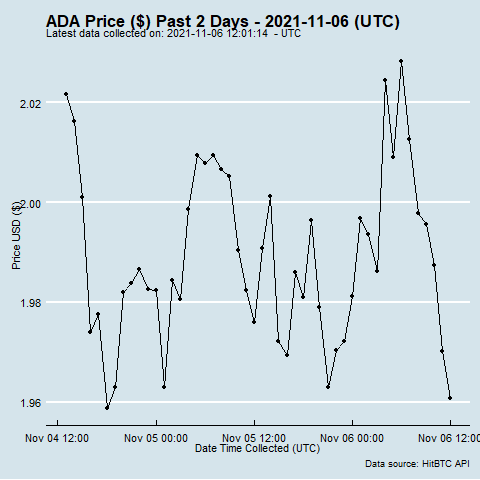 ADA Price ($) Past 2 Days - 2021-11-06 (UTC)
Latest data collected on: 2021-11-06 12:01:14  - UTC
2.02
2.00
1.98
1.96
Price USD ($)
Nov 04 12:00 Nov 05 00:00 Nov 05 12:00 Nov 06 00:00 Nov 06 12:00
Date Time Collected (UTC)
Data source: HitBTC API